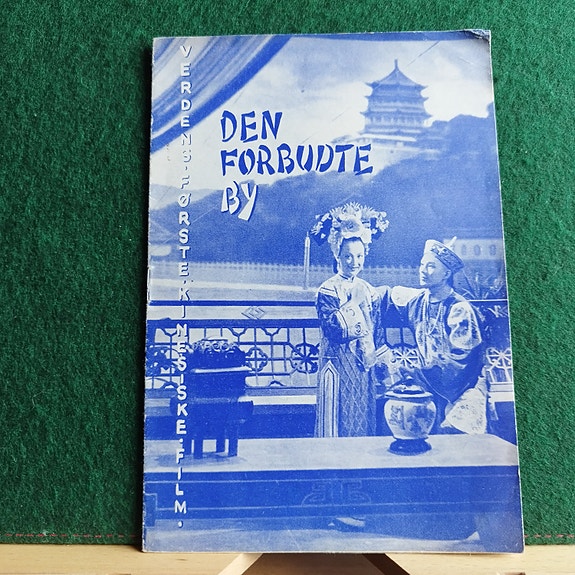 DEN
FORBUDTE
BY
VERDENS·FØRSTE·KINESISKE·FILM.